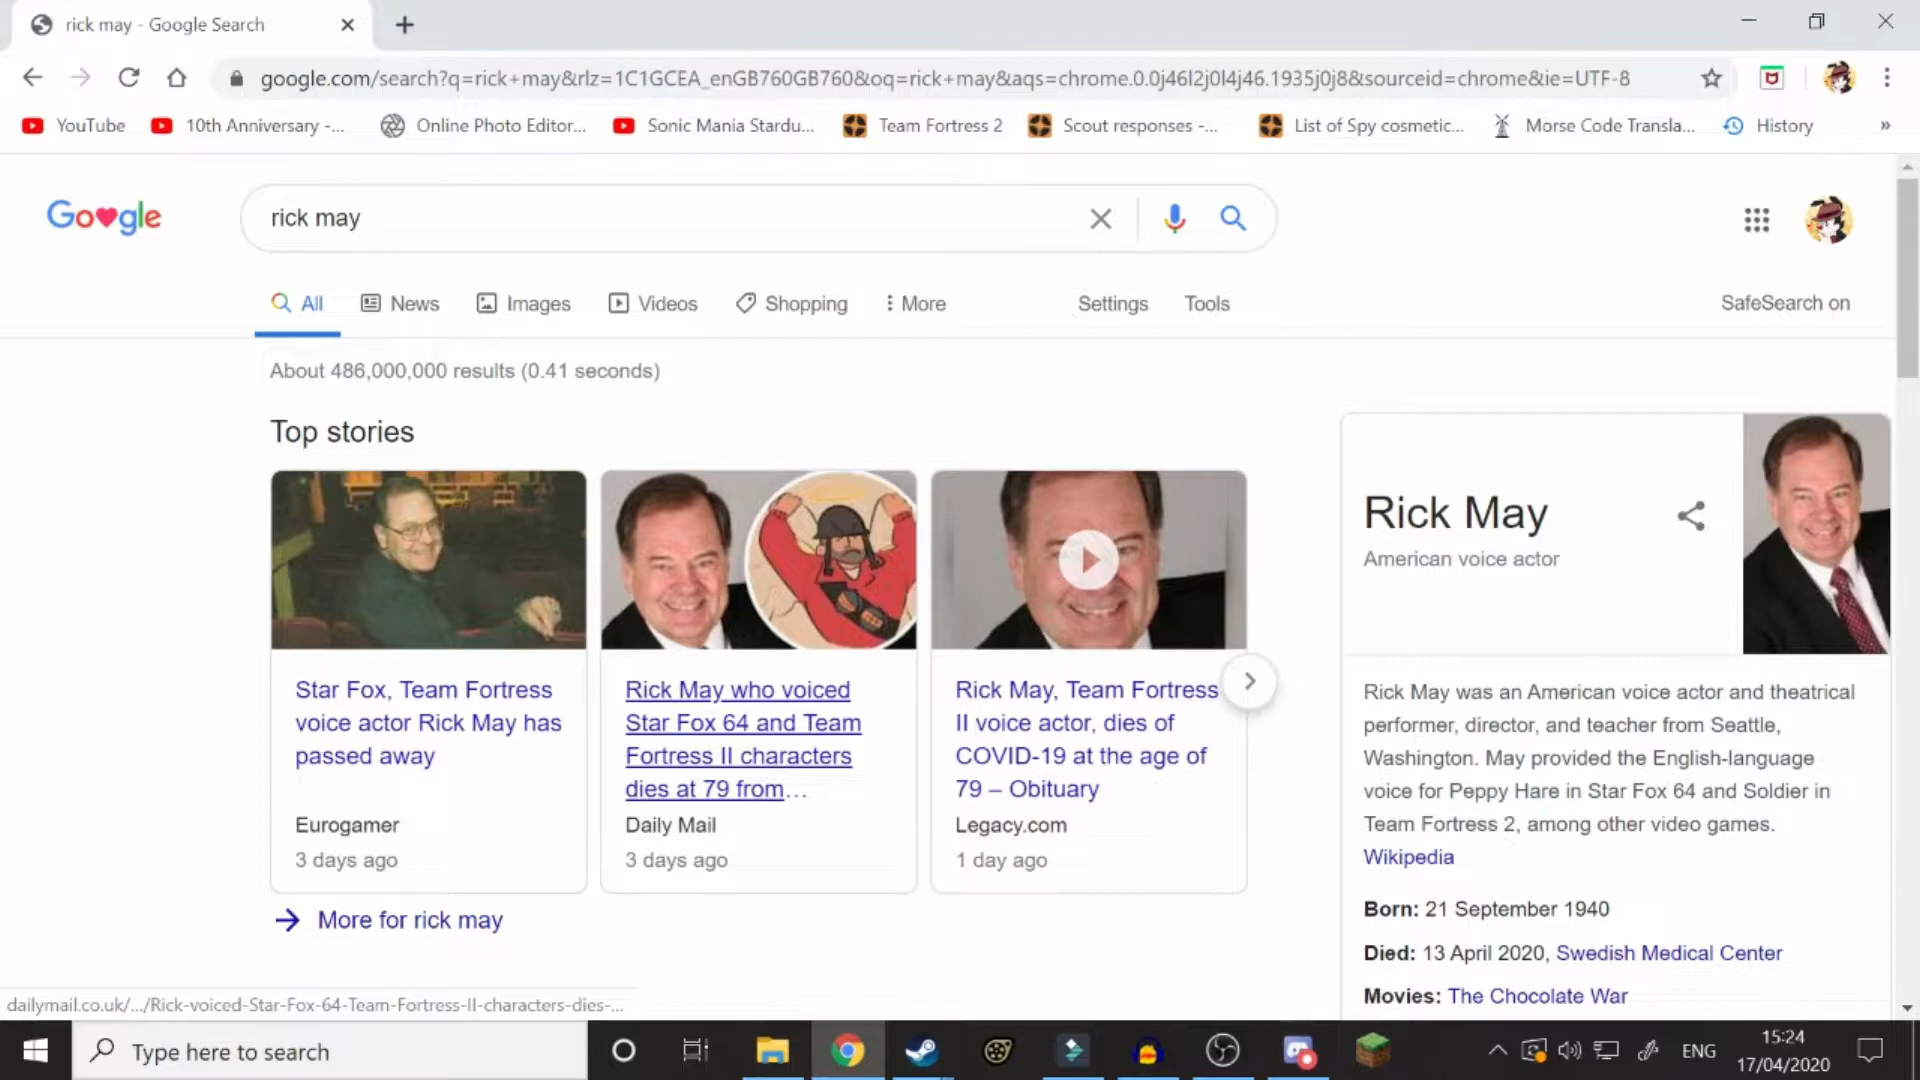 rick may - Google Search
google.com/search?q=rick+may&rlz=1C1GCEA_enGB760GB760&oq=rick+may&aqs=chrome.0.0j46l2j0l4j46.1935j0j8&sourceid=chrome&ie=UTF-8
YouTube 10th Anniversary -... Online Photo Editor... Sonic Mania Stardu... Team Fortress 2 Scout responses -... List of Spy cosmetic... Morse Code Transla... History »
Google rick may
All News Images Videos Shopping More Settings Tools SafeSearch on
About 486,000,000 results (0.41 seconds)
Top stories
Star Fox, Team Fortress
voice actor Rick May has
passed away
Eurogamer
3 days ago
Rick May who voiced
Star Fox 64 and Team
Fortress II characters
dies at 79 from...
Daily Mail
3 days ago
Rick May, Team Fortress
II voice actor, dies of
COVID-19 at the age of
79 – Obituary
Legacy.com
1 day ago
More for rick may
Rick May
American voice actor
Rick May was an American voice actor and theatrical
performer, director, and teacher from Seattle,
Washington. May provided the English-language
voice for Peppy Hare in Star Fox 64 and Soldier in
Team Fortress 2, among other video games.
Wikipedia
Born: 21 September 1940
Died: 13 April 2020, Swedish Medical Center
Movies: The Chocolate War
dailymail.co.uk/.../Rick-voiced-Star-Fox-64-Team-Fortress-II-characters-dies-...
Type here to search
ENG
15:24
17/04/2020